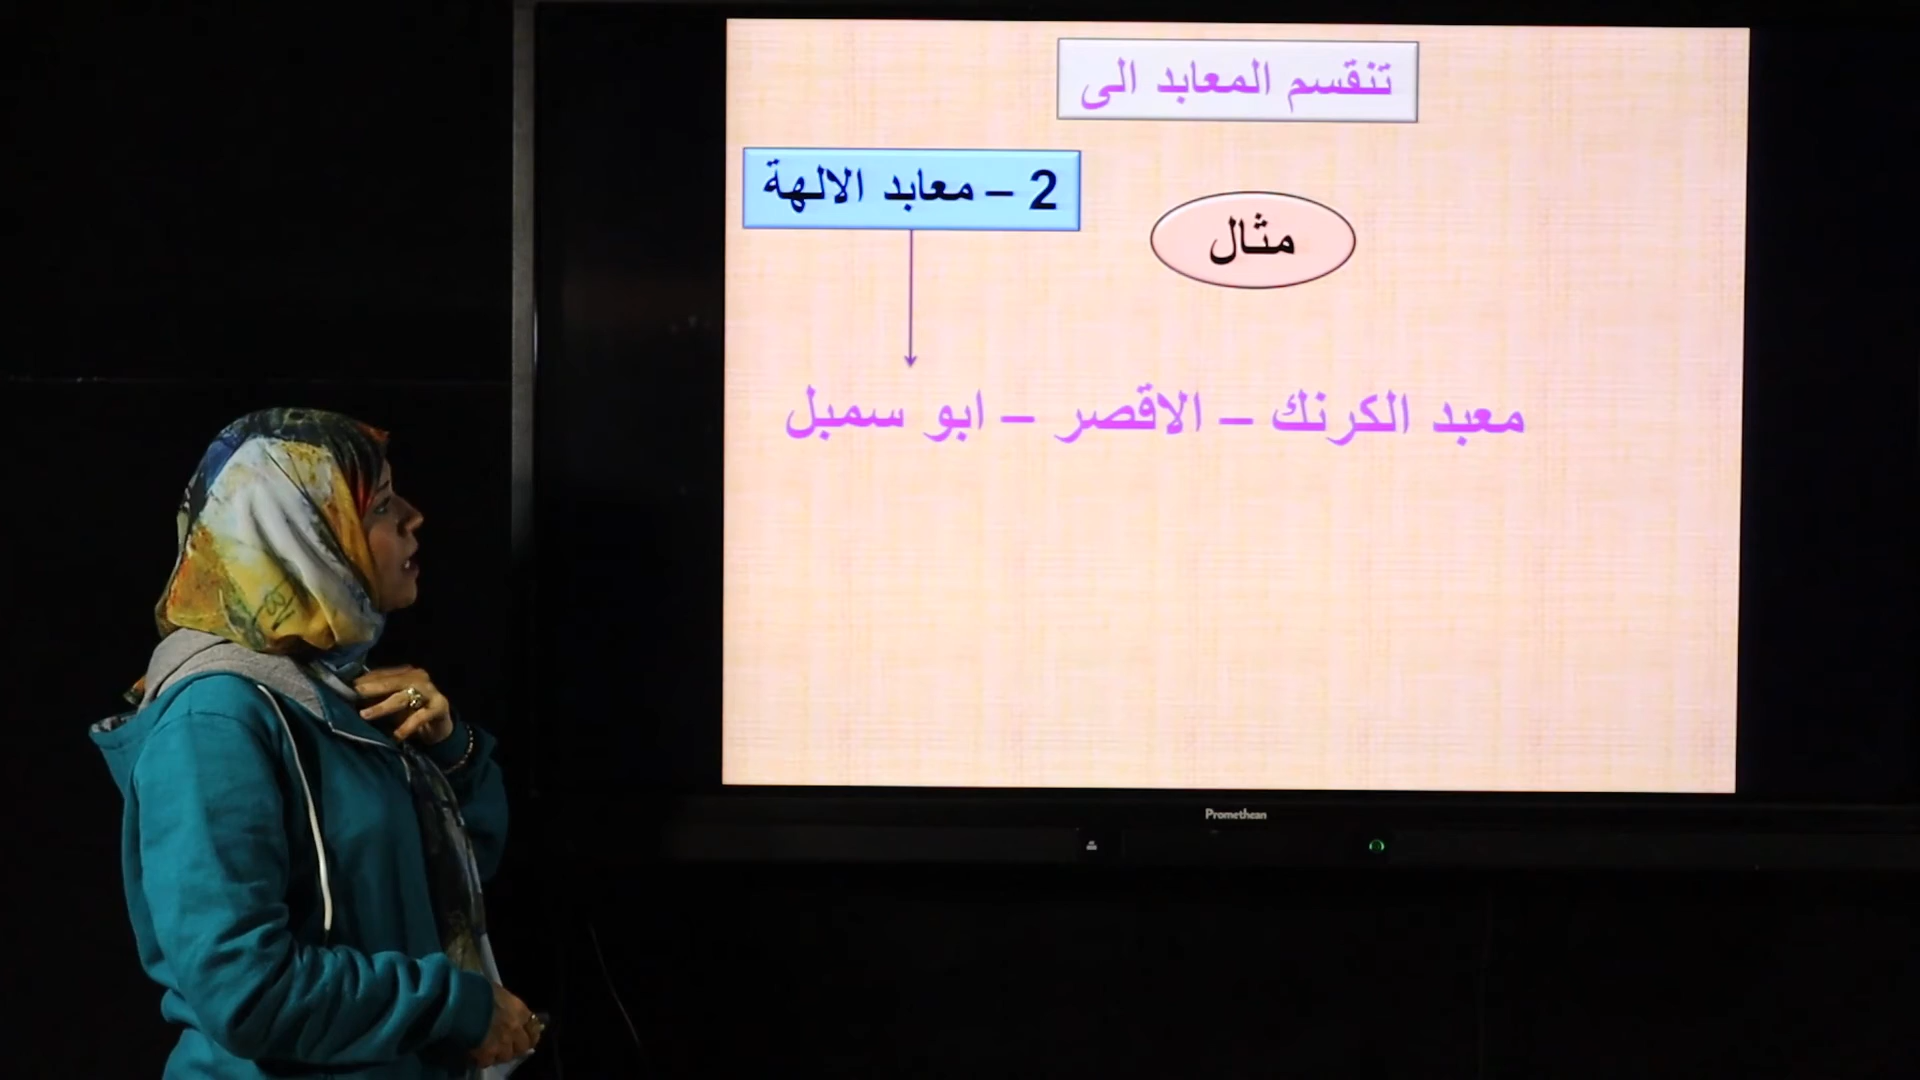 تنقسم المعابد الى
2 – معابد الالهة
مثال
معبد الكرنك – الاقصر – ابو سمبل
Promethean